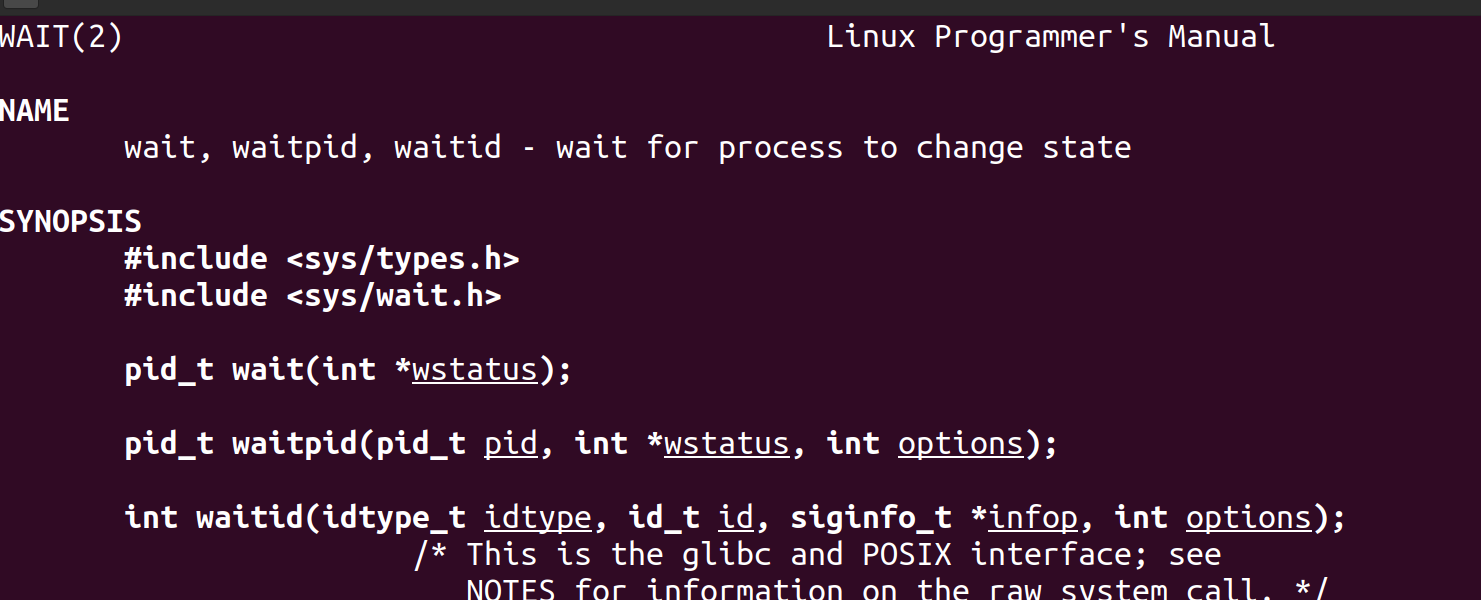 WAIT(2) Linux Programmer's Manual
NAME
wait, waitpid, waitid - wait for process to change state
SYNOPSIS
#include <sys/types.h>
#include <sys/wait.h>
pid_t wait(int *wstatus);
pid_t waitpid(pid_t pid, int *wstatus, int options);
int waitid(idtype_t idtype, id_t id, siginfo_t *infop, int options);
/* This is the glibc and POSIX interface; see
NOTES for information on the raw system call. */